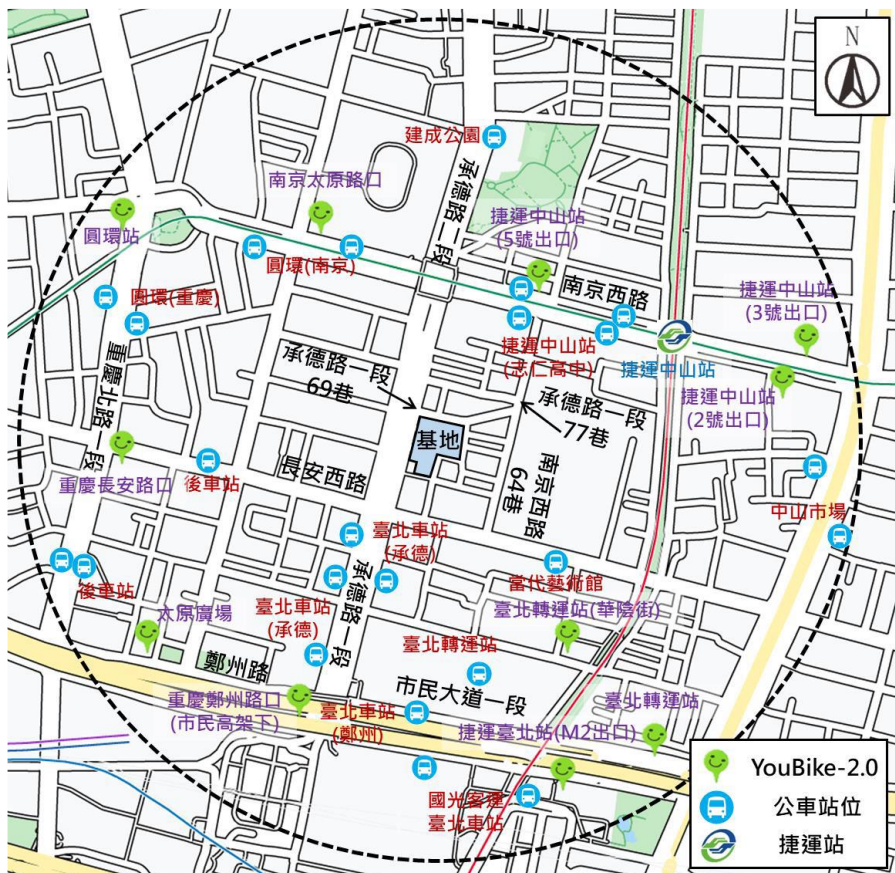 N
建成公園
承德路二段
南京太原路口
捷運中山站
(5號出口)
圓環站
圓環(南京)
南京西路
圓環(重慶)
捷運中山站
(3號出口)
捷運中山站
(志仁高中)
捷運中山站
承德路一段
69巷
承德路一段
77巷
捷運中山站
(2號出口)
重慶北路一段
基地
南京西路
64巷
長安西路
重慶長安路口
後車站
中山市場
臺北車站
(承德)
承德路一段
當代藝術館
後車站
太原廣場
臺北車站
(承德)
臺北轉運站(華陰街)
臺北轉運站
鄭州路
市民大道一段
重慶鄭州路口
(市民高架下)
臺北車站
(鄭州)
臺北轉運站
捷運臺北站(M2出口)
國光客運
臺北車站
YouBike-2.0
公車站位
捷運站